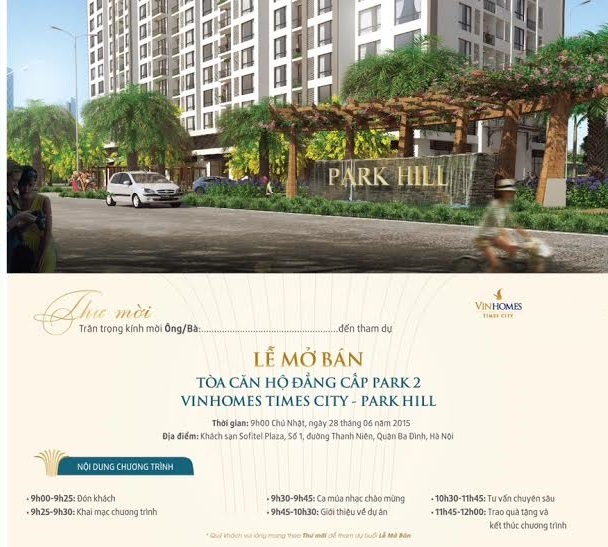 PARK HILL
Thư mời
VINHOMES
TIMES CITY
Trân trọng kính mời Ông/Bà:..................................................đến tham dự
LỄ MỞ BÁN
TÒA CĂN HỘ ĐẲNG CẤP PARK 2
VINHOMES TIMES CITY - PARK HILL
Thời gian: 9h00 Chủ Nhật, ngày 28 tháng 06 năm 2015
Địa điểm: Khách sạn Sofitel Plaza, Số 1, đường Thanh Niên, Quận Ba Đình, Hà Nội
NỘI DUNG CHƯƠNG TRÌNH
• 9h00-9h25: Đón khách
• 9h25-9h30: Khai mạc chương trình
• 9h30-9h45: Ca múa nhạc chào mừng
• 9h45-10h30: Giới thiệu về dự án
• 10h30-11h45: Tư vấn chuyên sâu
• 11h45-12h00: Trao quà tặng và
kết thúc chương trình
* Quý khách vui lòng mang theo Thư mời để tham dự buổi Lễ Mở Bán